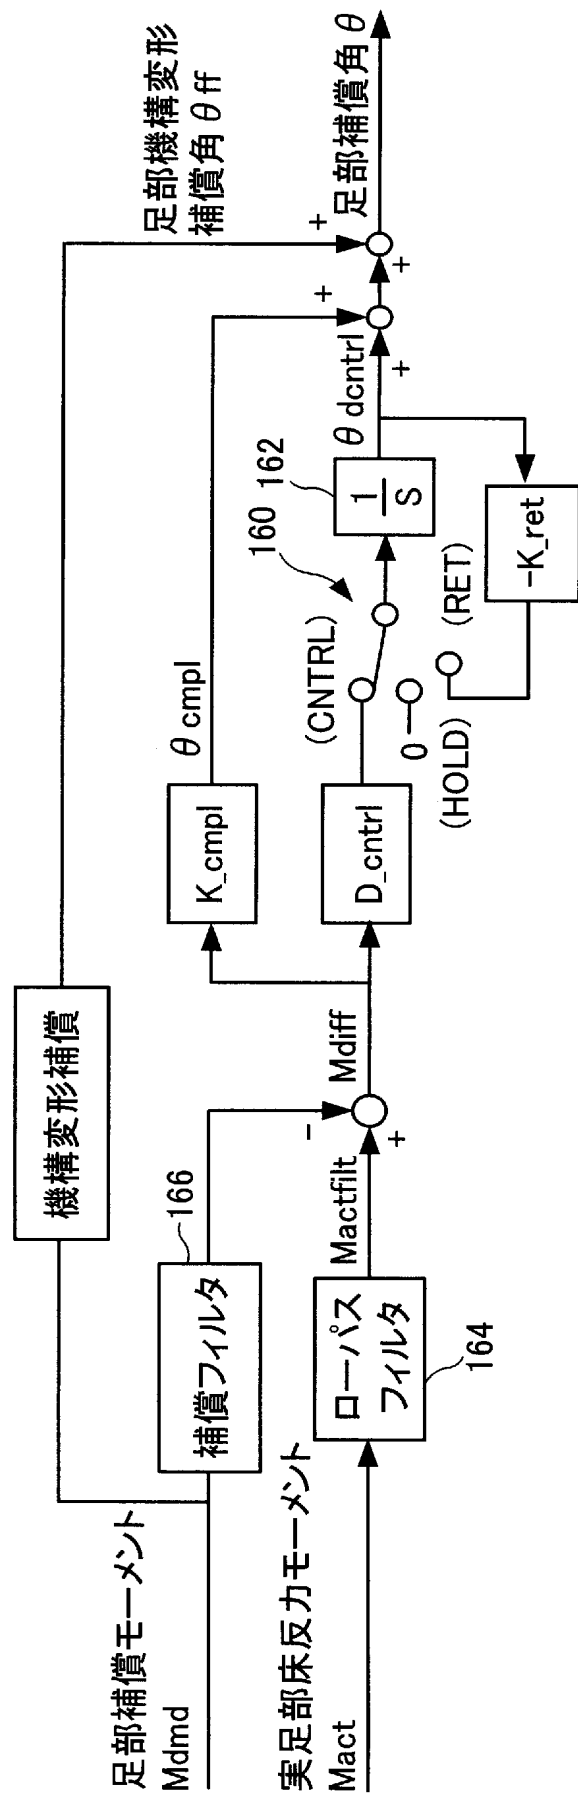 足部機構変形
補償角θff
足部補償角θ
機構変形補償
足部補償モーメント
Mdmd
補償フィルタ
166
K_cmpl
θcmpl
+
+
+
+
実足部床反力モーメント
Mact
ローパス
フィルタ
164
Mactfilt
-
+
Mdiff
D_cntrl
(CNTRL)
0
(HOLD)
(RET)
160
162
1
S
θdcntrl
-K_ret